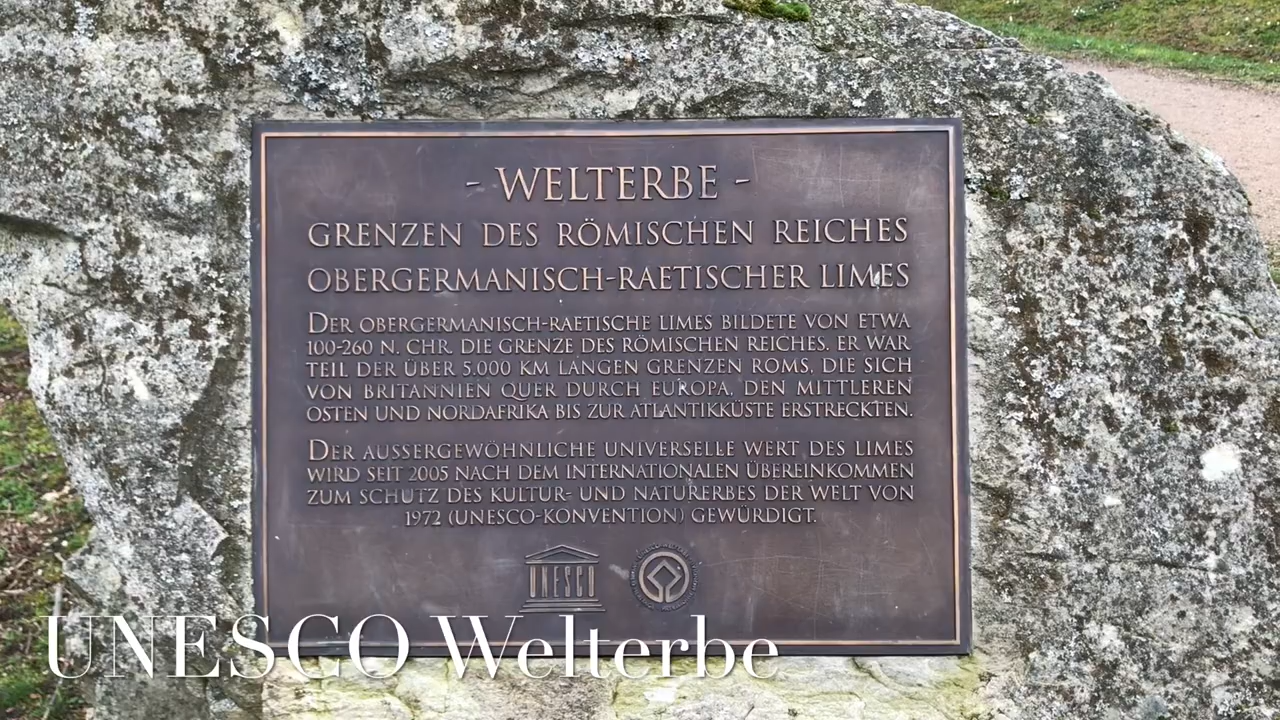 - WELTERBE -
GRENZEN DES RÖMISCHEN REICHES
OBERGERMANISCH-RAETISCHER LIMES
DER OBERGERMANISCH-RAETISCHE LIMES BILDETE VON ETWA
100-260 N. CHR. DIE GRENZE DES RÖMISCHEN REICHES. ER WAR
TEIL DER ÜBER 5.000 KM LANGEN GRENZEN ROMS, DIE SICH
VON BRITANNIEN QUER DURCH EUROPA, DEN MITTLEREN
OSTEN UND NORDAFRIKA BIS ZUR ATLANTIKKÜSTE ERSTRECKTEN.
DER AUSSERGEWÖHNLICHE UNIVERSELLE WERT DES LIMES
WIRD SEIT 2005 NACH DEM INTERNATIONALEN ÜBEREINKOMMEN
ZUM SCHUTZ DES KULTUR- UND NATURERBES DER WELT VON
1972 (UNESCO-KONVENTION) GEWÜRDIGT.
UNESCO
UNESCO Welterbe